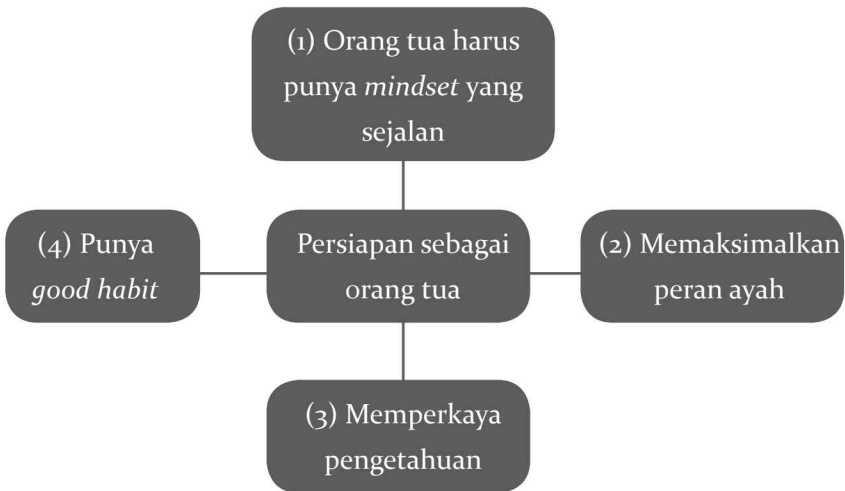 (1) Orang tua harus
punya mindset yang
sejalan
(4) Punya
good habit
Persiapan sebagai
orang tua
(2) Memaksimalkan
peran ayah
(3) Memperkaya
pengetahuan